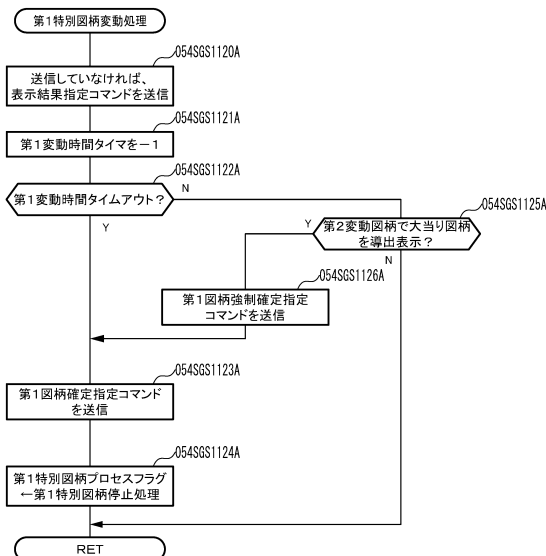 第1特別図柄変動処理
054SGS1120A
送信していなければ、
表示結果指定コマンドを送信
054SGS1121A
第1変動時間タイマを－1
054SGS1122A
第1変動時間タイムアウト？
N
Y
054SGS1125A
第2変動図柄で大当り図柄
を導出表示？
Y
N
054SGS1126A
第1図柄強制確定指定
コマンドを送信
054SGS1123A
第1図柄確定指定コマンド
を送信
054SGS1124A
第1特別図柄プロセスフラグ
←第1特別図柄停止処理
RET